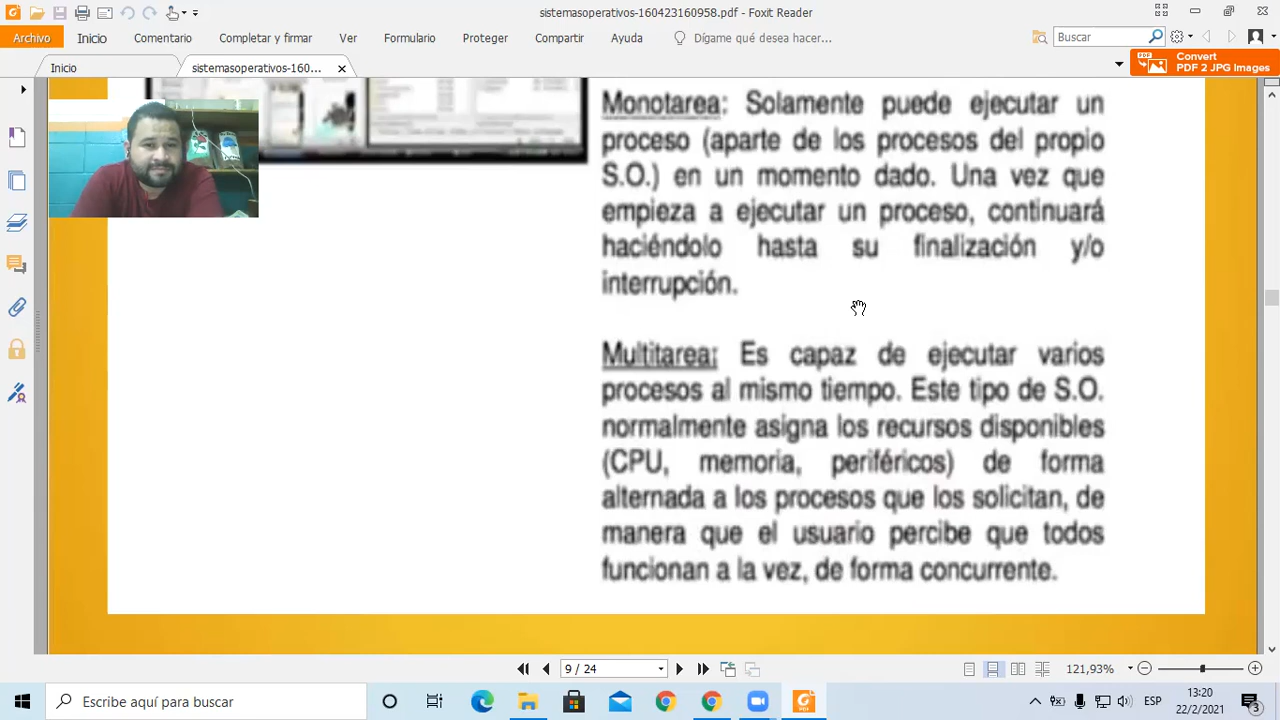 sistemasoperativos-160423160958.pdf - Foxit Reader
Archivo Inicio Comentario Completar y firmar Ver Formulario Proteger Compartir Ayuda Dígame qué desea hacer... Buscar
Inicio sistemasoperativos-160... Convert
PDF 2 JPG Images
Monotarea: Solamente puede ejecutar un
proceso (aparte de los procesos del propio
S.O.) en un momento dado. Una vez que
empieza a ejecutar un proceso, continuará
haciéndolo hasta su finalización y/o
interrupción.
Multitarea: Es capaz de ejecutar varios
procesos al mismo tiempo. Este tipo de S.O.
normalmente asigna los recursos disponibles
(CPU, memoria, periféricos) de forma
alternada a los procesos que los solicitan, de
manera que el usuario percibe que todos
funcionan a la vez, de forma concurrente.
9 / 24 121,93%
Escribe aquí para buscar ESP 13:20
22/2/2021 3